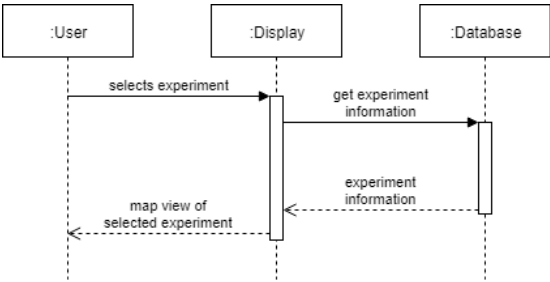 :User
:Display
:Database
selects experiment
get experiment
information
experiment
information
map view of
selected experiment